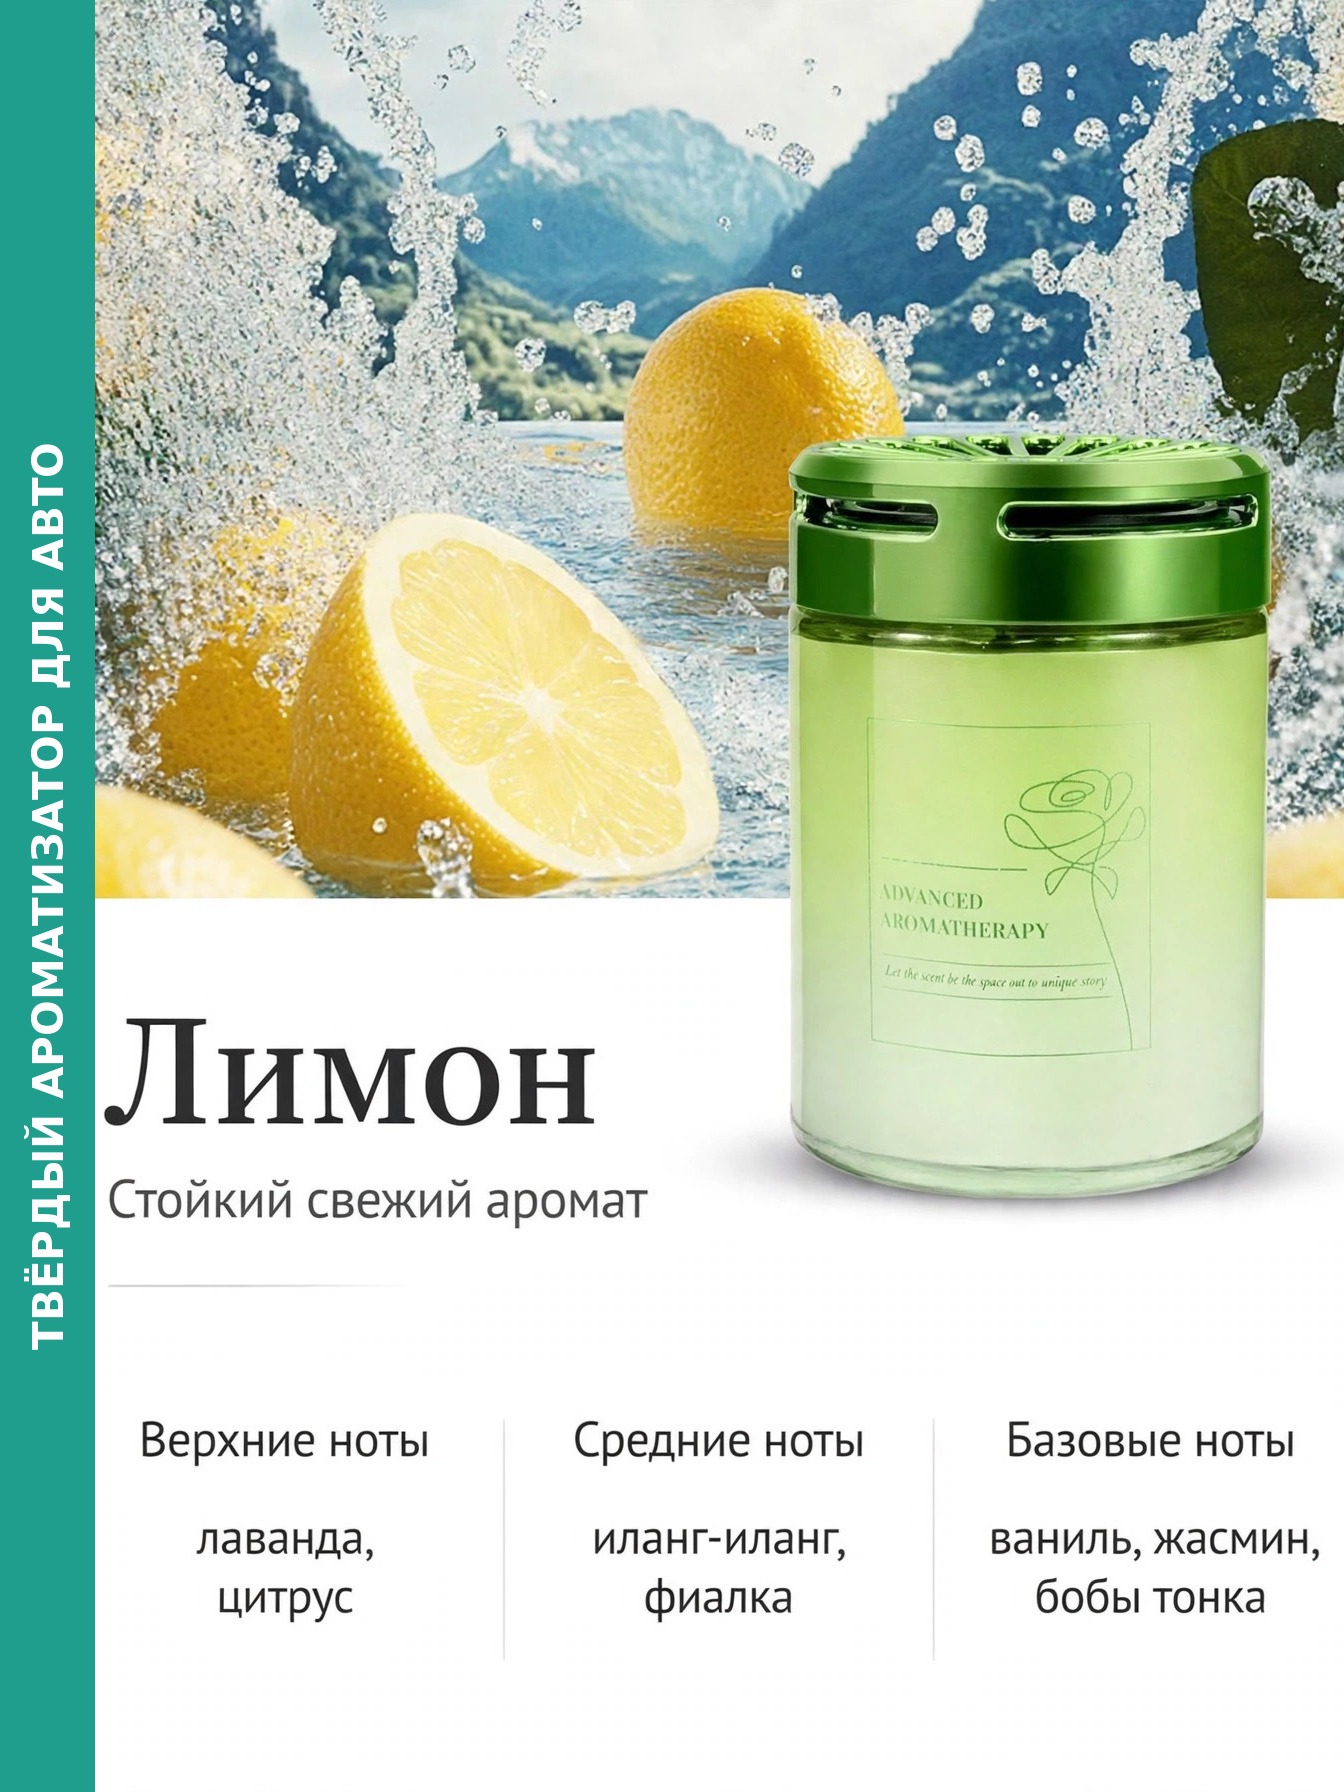 ТВЁРДЫЙ АРОМАТИЗАТОР ДЛЯ АВТО
ADVANCED
AROMATHERAPY
Let the scent be the space out to unique story
Лимон
Стойкий свежий аромат
Верхние ноты
лаванда,
цитрус
Средние ноты
иланг-иланг,
фиалка
Базовые ноты
ваниль, жасмин,
бобы тонка